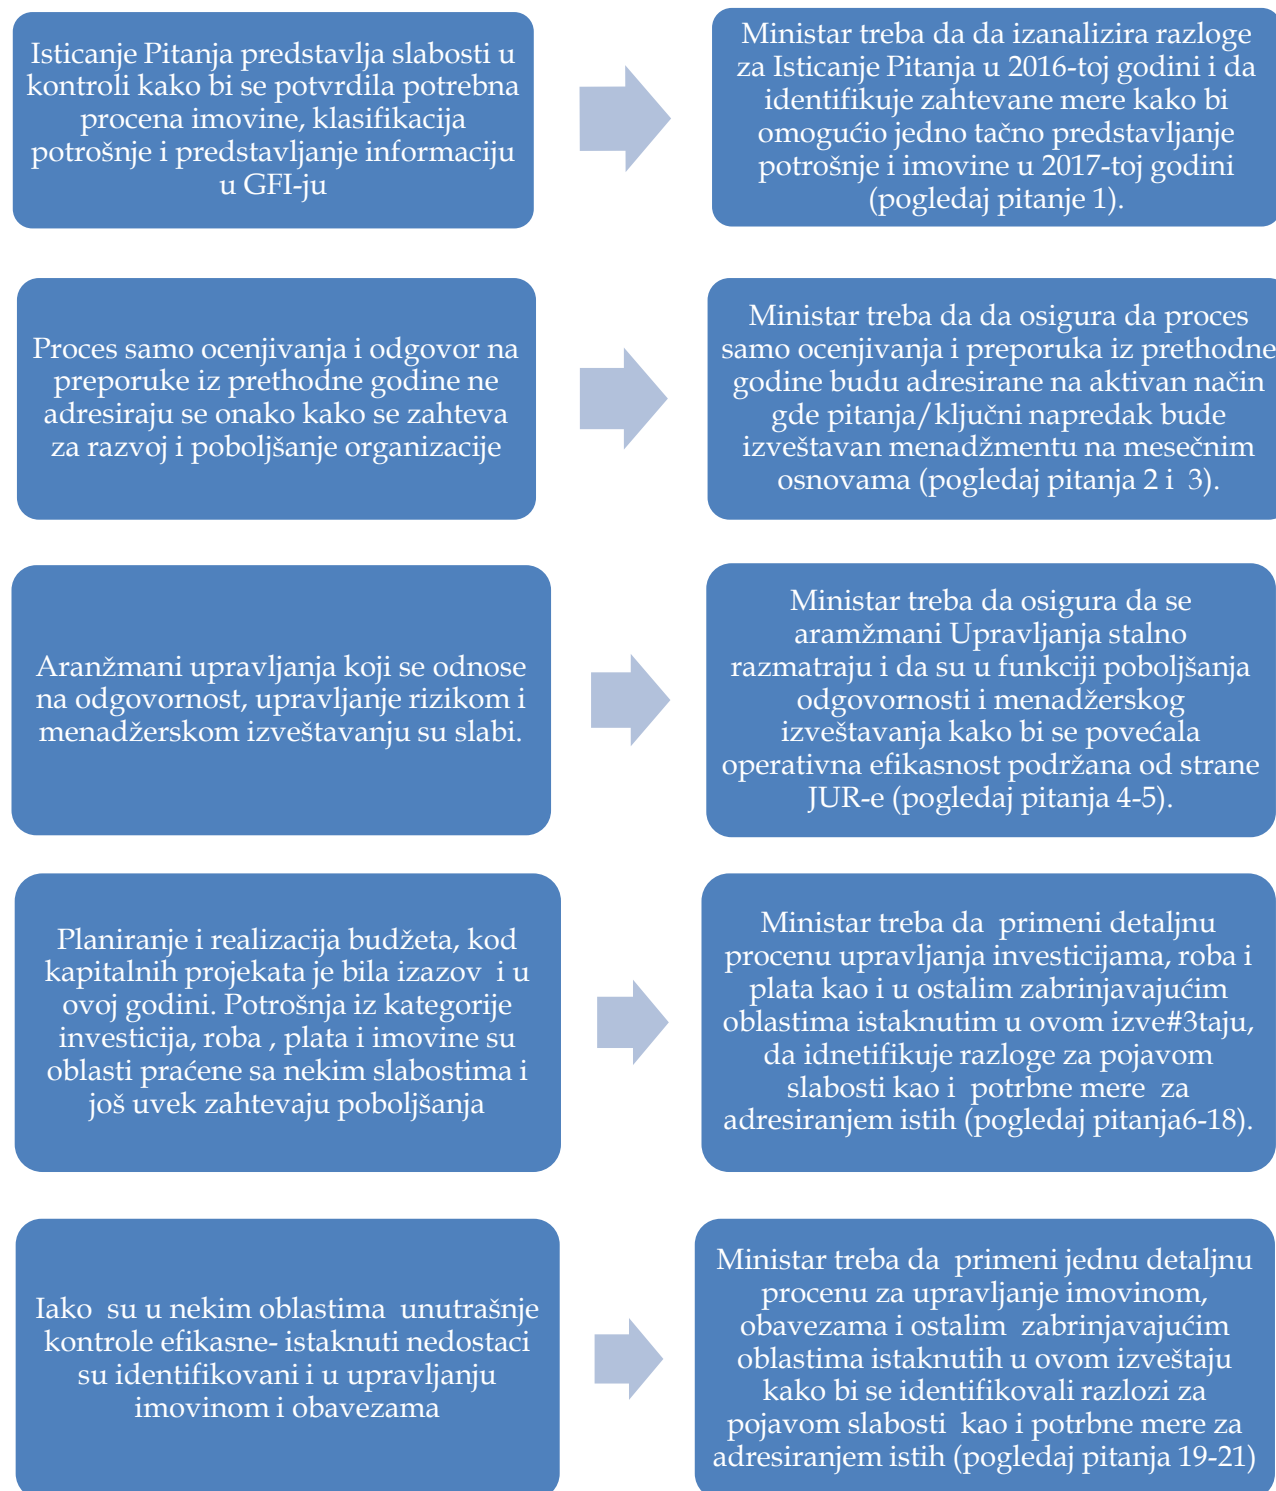 Isticanje Pitanja predstavlja slabosti u
kontroli kako bi se potvrdila potrebna
procena imovine, klasifikacija
potrošnje i predstavljanje informaciju
u GFI-ju
Ministar treba da da izanalizira razloge
za Isticanje Pitanja u 2016-toj godini i da
identifikuje zahtevane mere kako bi
omogućio jedno tačno predstavljanje
potrošnje i imovine u 2017-toj godini
(pogledaj pitanje 1).
Proces samo ocenjivanja i odgovor na
preporuke iz prethodne godine ne
adresiraju se onako kako se zahteva
za razvoj i poboljšanje organizacije
Ministar treba da da osigura da proces
samo ocenjivanja i preporuka iz prethodne
godine budu adresirane na aktivan način
gde pitanja/ključni napredak bude
izveštavan menadžmentu na mesečnim
osnovama (pogledaj pitanja 2 i 3).
Aranžmani upravljanja koji se odnose
na odgovornost, upravljanje rizikom i
menadžerskom izveštavanju su slabi.
Ministar treba da osigura da se
aramžmani Upravljanja stalno
razmatraju i da su u funkciji poboljšanja
odgovornosti i menadžerskog
izveštavanja kako bi se povećala
operativna efikasnost podržana od strane
JUR-e (pogledaj pitanja 4-5).
Planiranje i realizacija budžeta, kod
kapitalnih projekata je bila izazov i u
ovoj godini. Potrošnja iz kategorije
investicija, roba , plata i imovine su
oblasti praćene sa nekim slabostima i
još uvek zahtevaju poboljšanja
Ministar treba da primeni detaljnu
procenu upravljanja investicijama, roba i
plata kao i u ostalim zabrinjavajućim
oblastima istaknutim u ovom izve#3taju,
da idnetifikuje razloge za pojavom
slabosti kao i potrbne mere za
adresiranjem istih (pogledaj pitanja6-18).
Iako su u nekim oblastima unutrašnje
kontrole efikasne- istaknuti nedostaci
su identifikovani i u upravljanju
imovinom i obavezama
Ministar treba da primeni jednu detaljnu
procenu za upravljanje imovinom,
obavezama i ostalim zabrinjavajućim
oblastima istaknutih u ovom izveštaju
kako bi se identifikovali razlozi za
pojavom slabosti kao i potrbne mere za
adresiranjem istih (pogledaj pitanja 19-21)